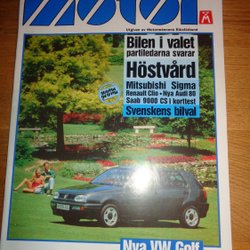 Motor
Utgiven av Motormännens Riksförbund
M
Bilen i valet
partiledarna svarar
Höstvård
Mitsubishi Sigma
Renault Clio • Nya Audi 80
Saab 9000 CS i korttest
Svenskens bilval
Nya VW Golf